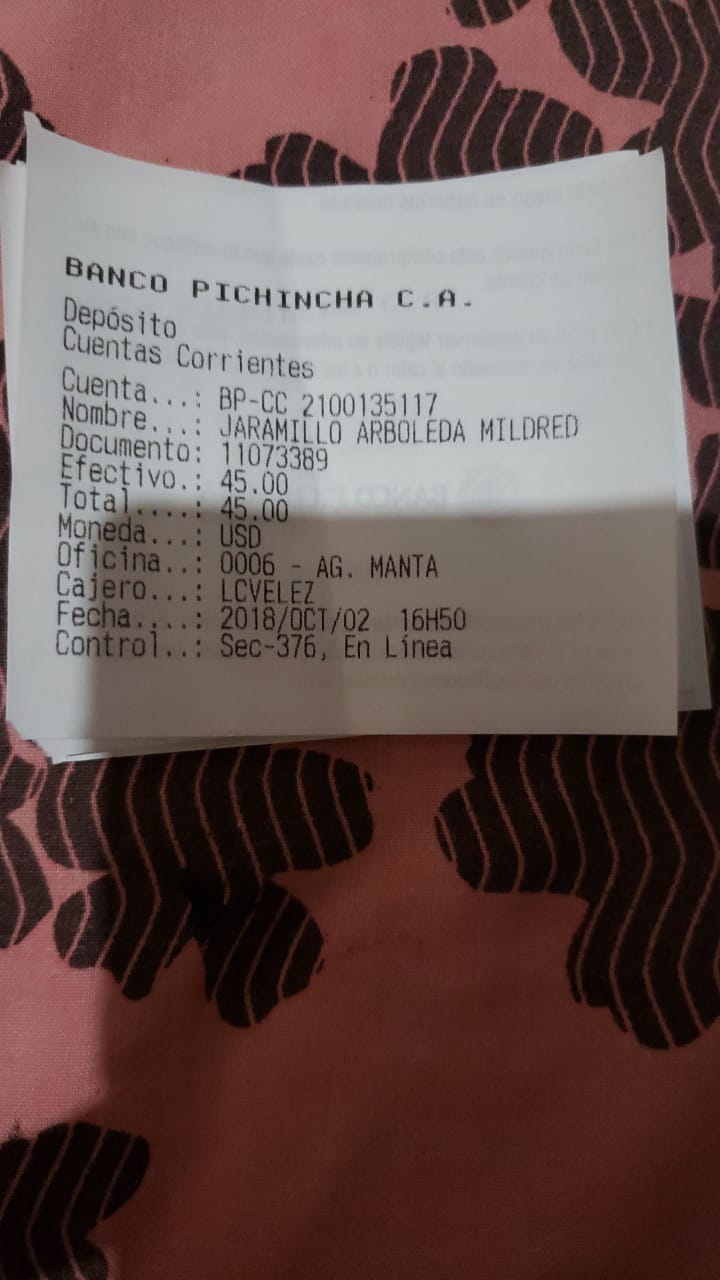 BANCO PICHINCHA C.A.
Depósito
Cuentas Corrientes
Cuenta...: BP-CC 2100135117
Nombre...: JARAMILLO ARBOLEDA MILDRED
Documento: 11073389
Efectivo.: 45.00
Total....: 45.00
Moneda...: USD
Oficina..: 0006 - AG. MANTA
Cajero...: LCVELEZ
Fecha....: 2018/OCT/02 16H50
Control..: Sec-376, En Línea